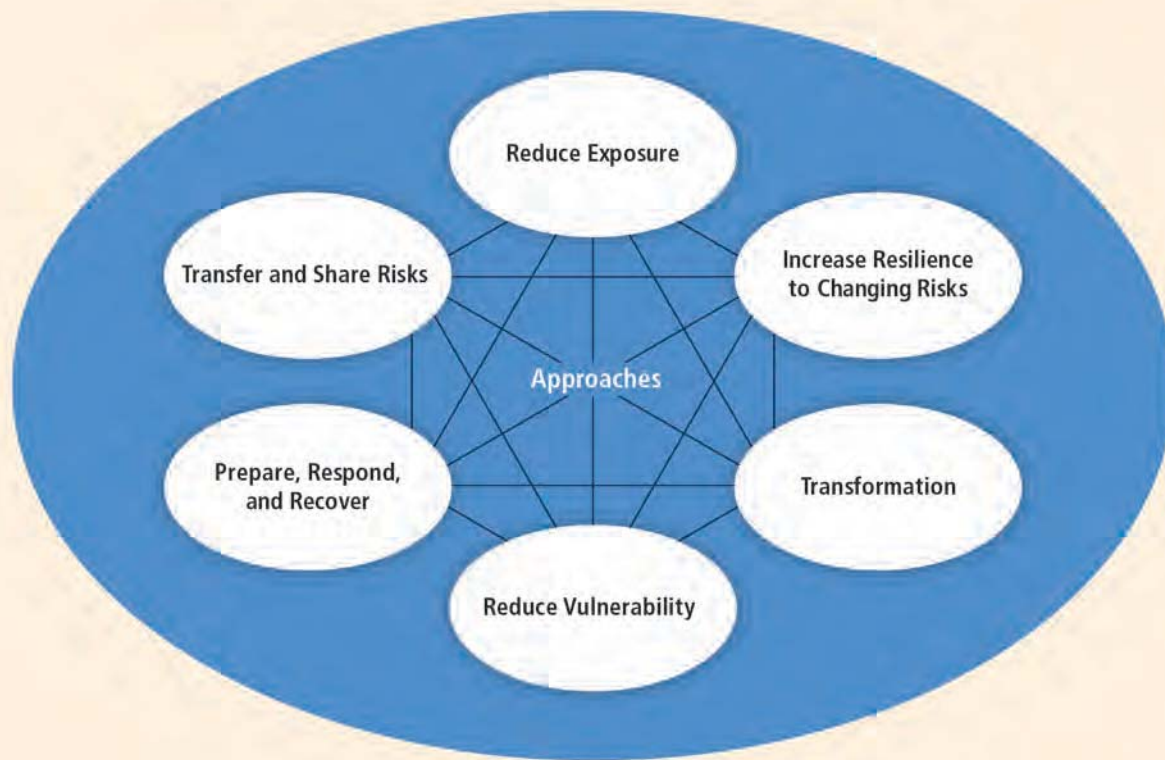 Reduce Exposure
Transfer and Share Risks
Increase Resilience
to Changing Risks
Approaches
Prepare, Respond,
and Recover
Transformation
Reduce Vulnerability